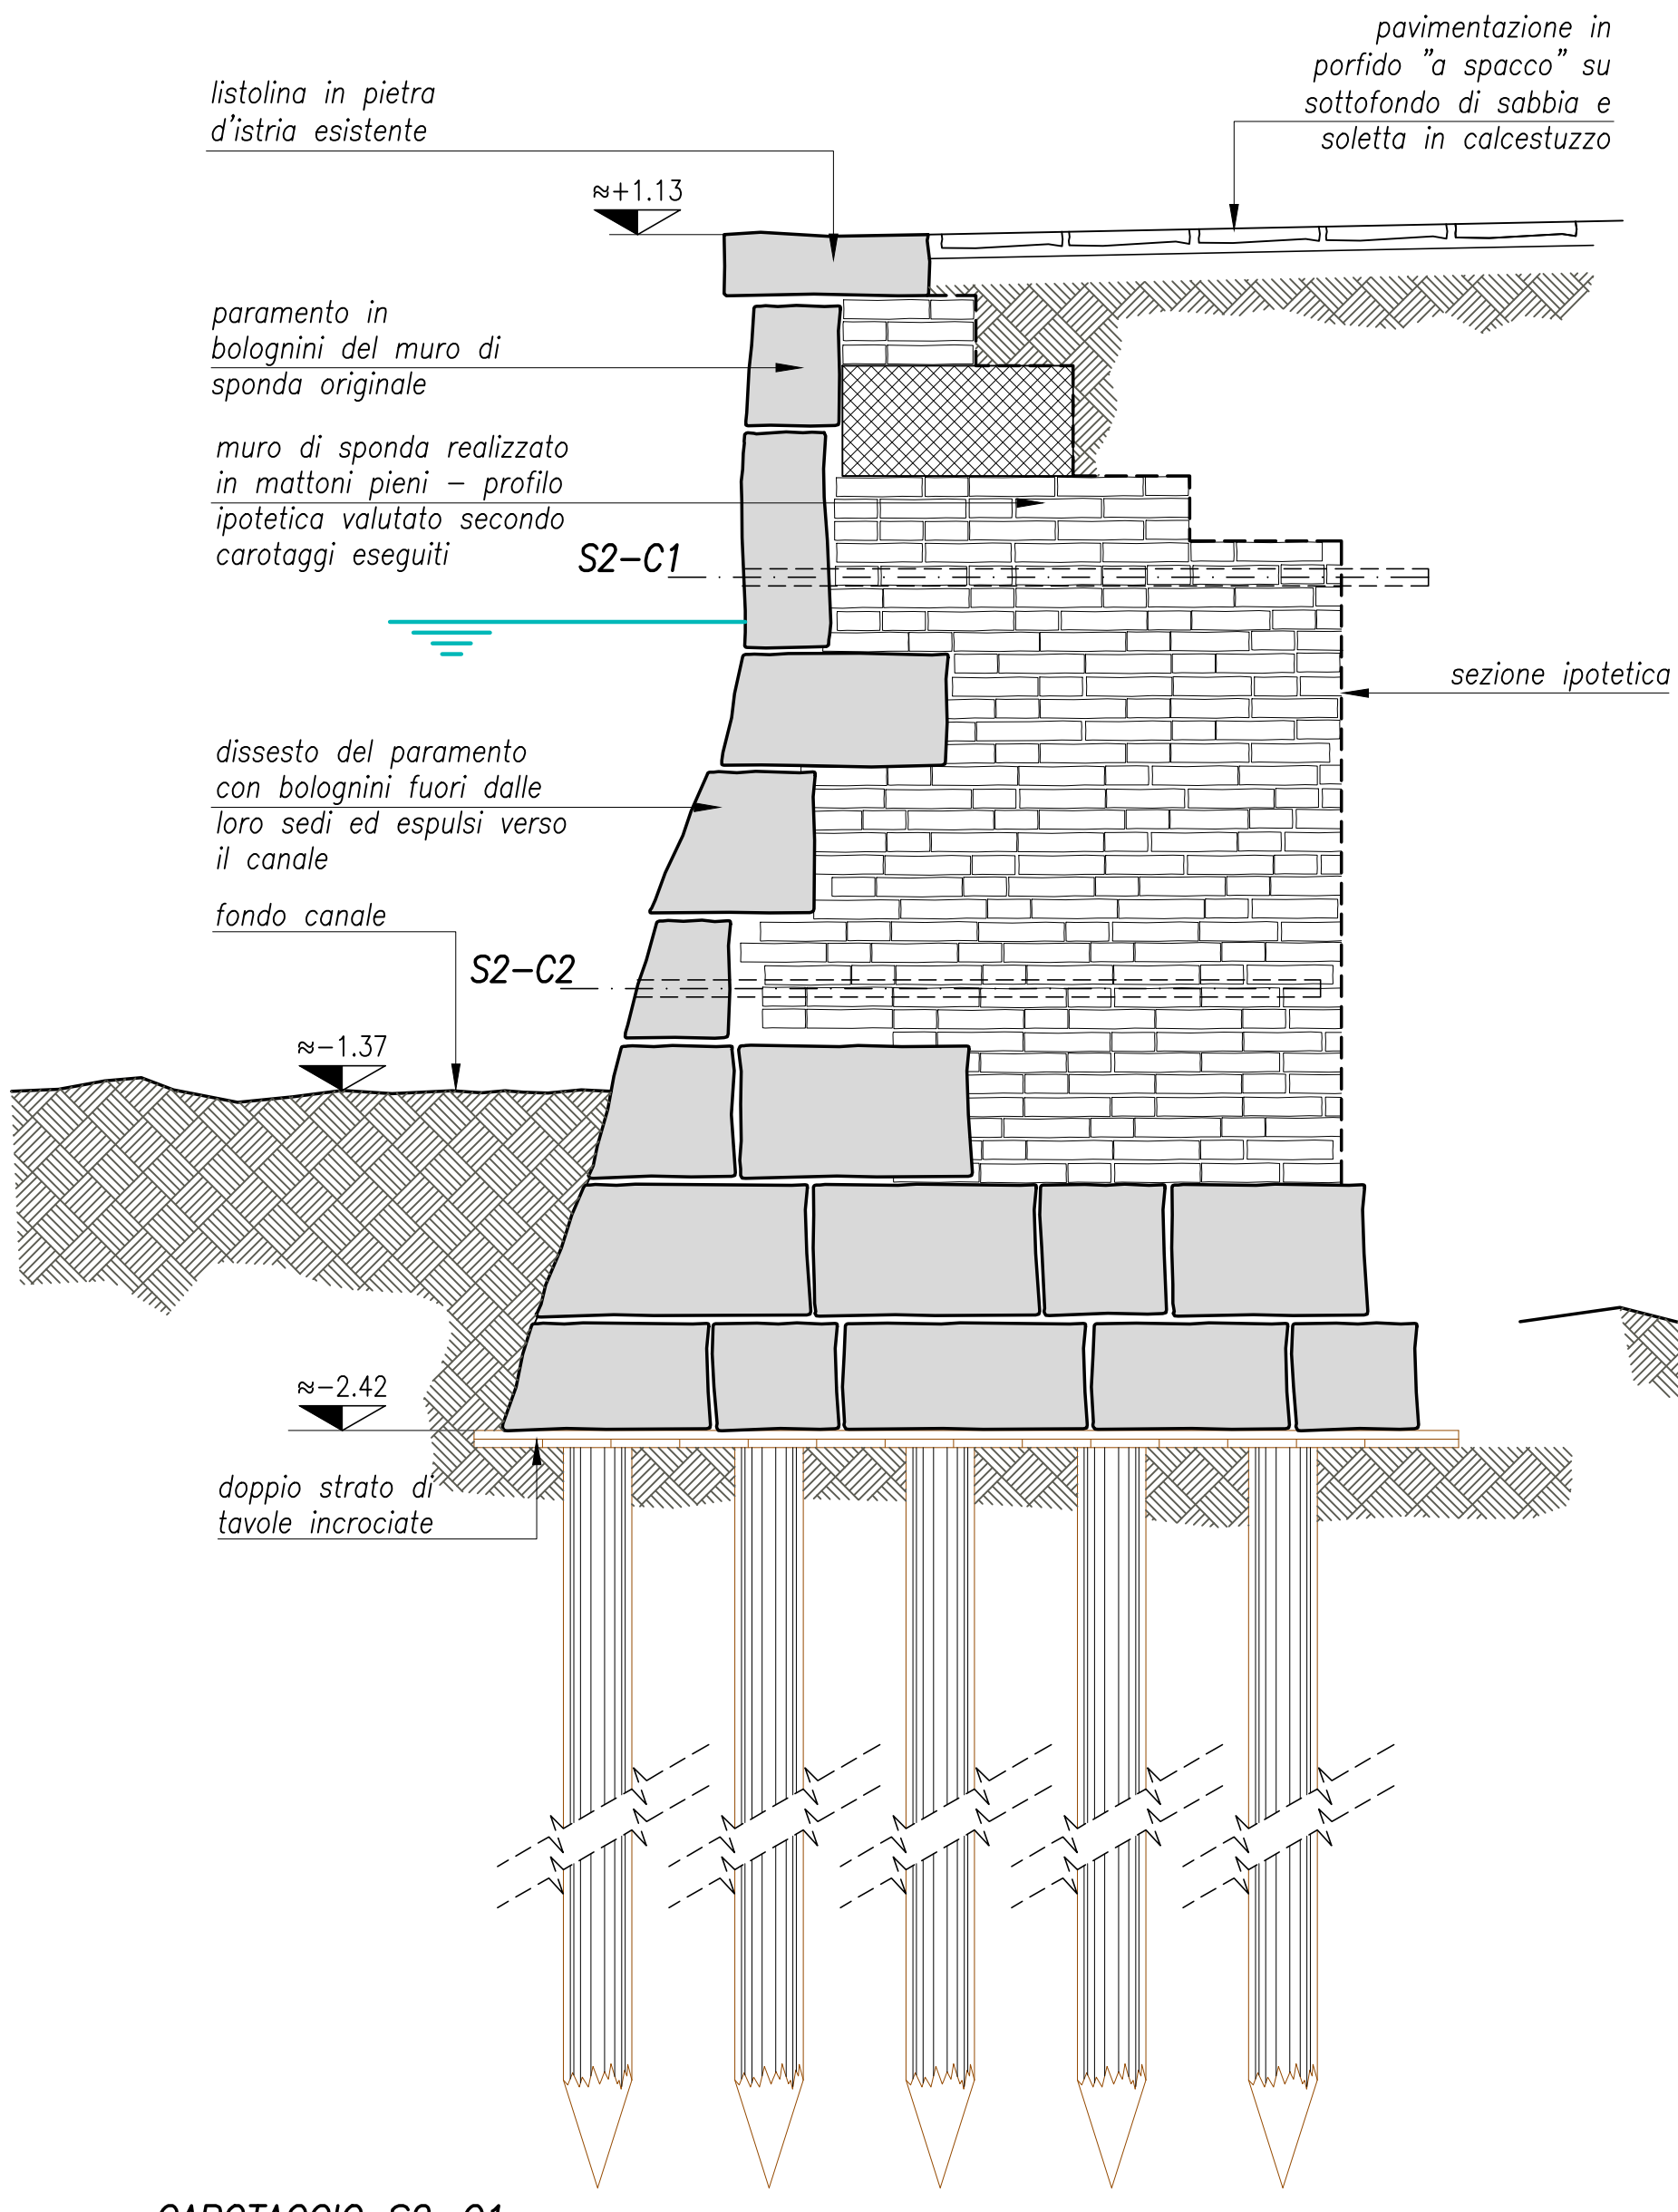 pavimentazione in
porfido "a spacco" su
sottofondo di sabbia e
soletta in calcestuzzo
listolina in pietra
d'istria esistente
≈+1.13
paramento in
bolognini del muro di
sponda originale
muro di sponda realizzato
in mattoni pieni – profilo
ipotetica valutato secondo
carotaggi eseguiti
S2–C1
sezione ipotetica
dissesto del paramento
con bolognini fuori dalle
loro sedi ed espulsi verso
il canale
fondo canale
S2–C2
≈–1.37
≈–2.42
doppio strato di
tavole incrociate
CAROTAGGIO S2–C1